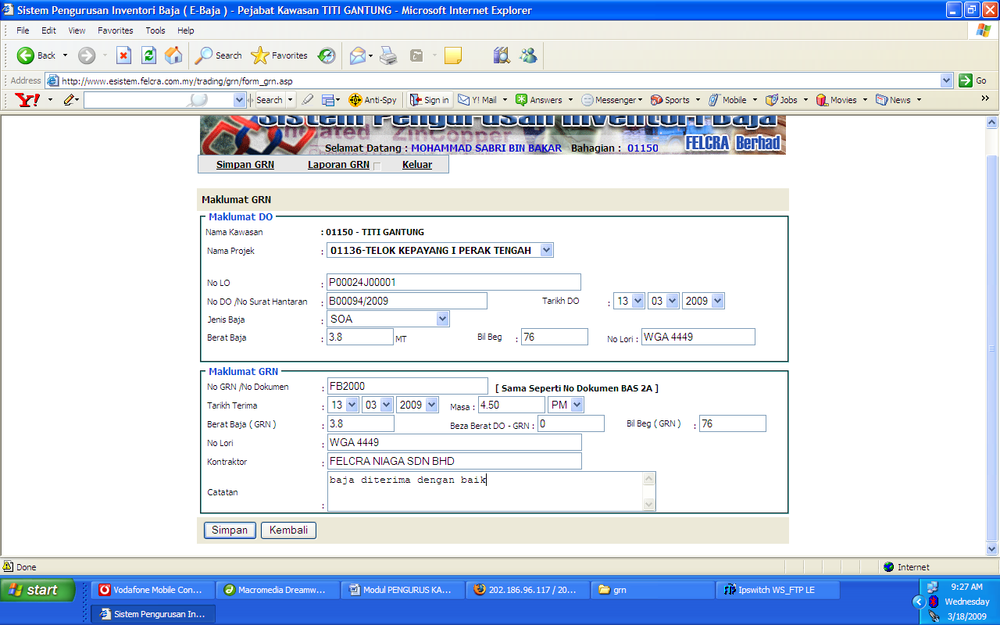 Sistem Pengurusan Inventori Baja ( E-Baja ) - Pejabat Kawasan TITI GANTUNG - Microsoft Internet Explorer
File Edit View Favorites Tools Help
Back Search Favorites
Address http://www.esistem.felcra.com.my/trading/grn/form_grn.asp Go
Y! Search Anti-Spy Sign in Y! Mail Answers Messenger Sports Mobile Jobs Movies News »
Sistem Pengurusan Inventori Baja
ZinCopper
Selamat Datang : MOHAMMAD SABRI BIN BAKAR Bahagian : 01150 FELCRA Berhad
Simpan GRN Laporan GRN Keluar
Maklumat GRN
Maklumat DO
Nama Kawasan : 01150 - TITI GANTUNG
Nama Projek : 01136-TELOK KEPAYANG I PERAK TENGAH
No LO : P00024J00001
No DO /No Surat Hantaran : B00094/2009 Tarikh DO : 13 03 2009
Jenis Baja : SOA
Berat Baja : 3.8 MT Bil Beg : 76 No Lori : WGA 4449
Maklumat GRN
No GRN /No Dokumen : FB2000 [ Sama Seperti No Dokumen BAS 2A ]
Tarikh Terima : 13 03 2009 Masa : 4.50 PM
Berat Baja ( GRN ) : 3.8 Beza Berat DO - GRN : 0 Bil Beg ( GRN ) : 76
No Lori : WGA 4449
Kontraktor : FELCRA NIAGA SDN BHD
Catatan : baja diterima dengan baik
Simpan Kembali
Done Internet
start Vodafone Mobile Con... Macromedia Dreamw... Modul PENGURUS KA... 202.186.96.117 / 20... grn Ipswitch WS_FTP LE 9:27 AM
Wednesday
Sistem Pengurusan In... 3/18/2009